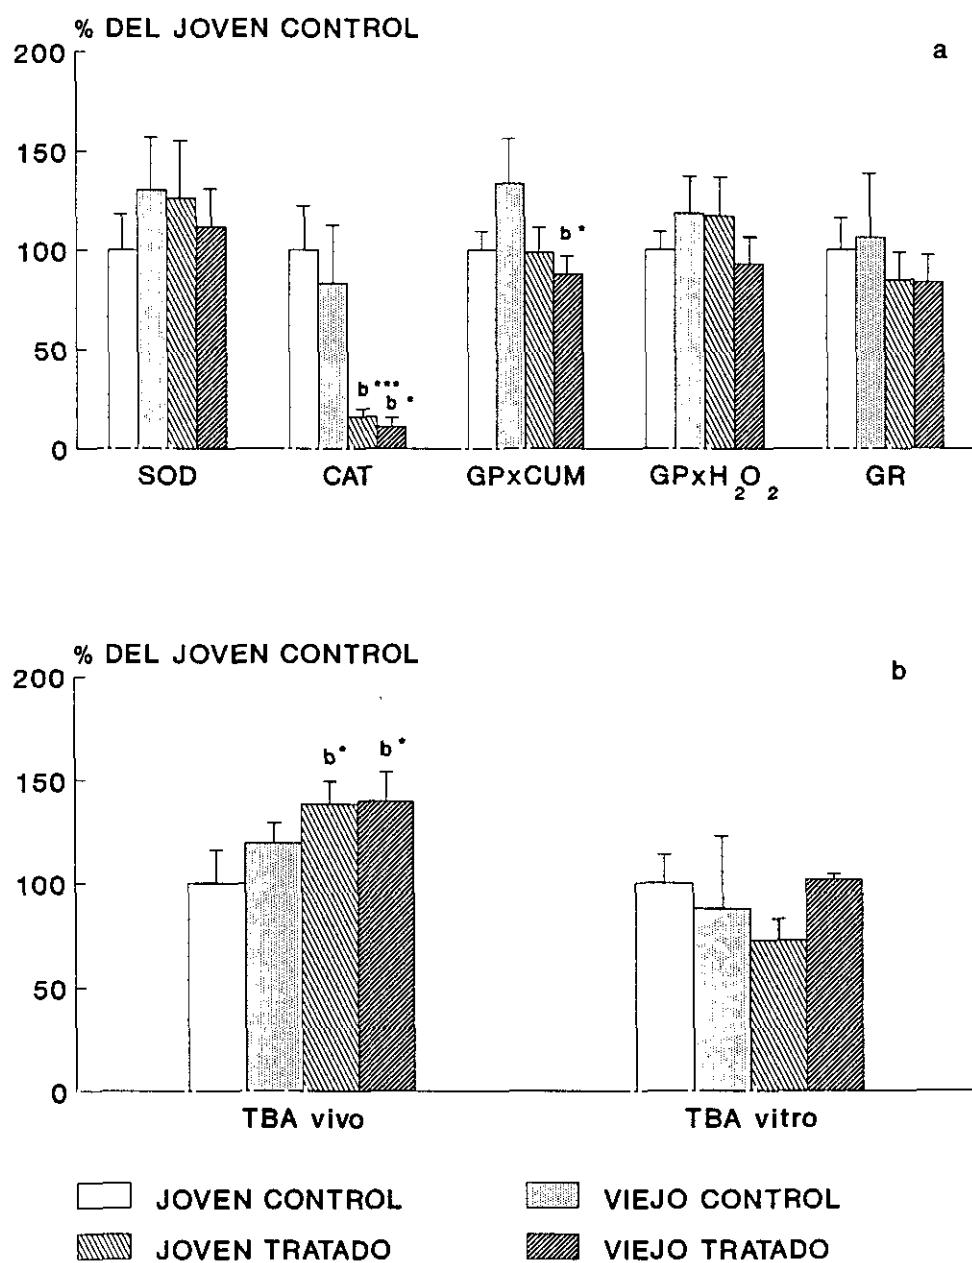 % DEL JOVEN CONTROL
a
200
150
100
50
0
b ***
b *
b *
SOD
CAT
GPxCUM
GPxH2O2
GR
% DEL JOVEN CONTROL
b
200
150
100
50
0
b *
b *
TBA vivo
TBA vitro
JOVEN CONTROL
VIEJO CONTROL
JOVEN TRATADO
VIEJO TRATADO